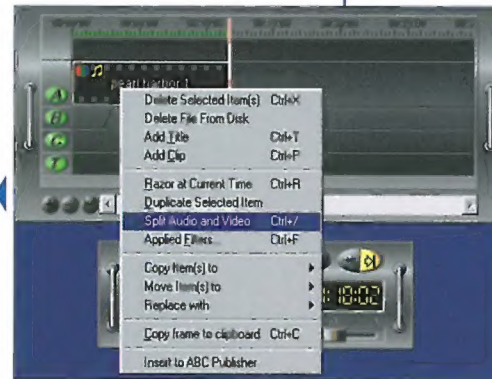 pearl harbor 1
A
B
C
T
Delete Selected Item(s) Ctrl+X
Delete File From Disk
Add Title Ctrl+T
Add Clip Ctrl+P
Razor at Current Time Ctrl+R
Duplicate Selected Item
Split Audio and Video Ctrl+/
Applied Filters... Ctrl+F
Copy Item(s) to
Move Item(s) to
Replace with
Copy frame to clipboard Ctrl+C
Insert to ABC Publisher
:18:02